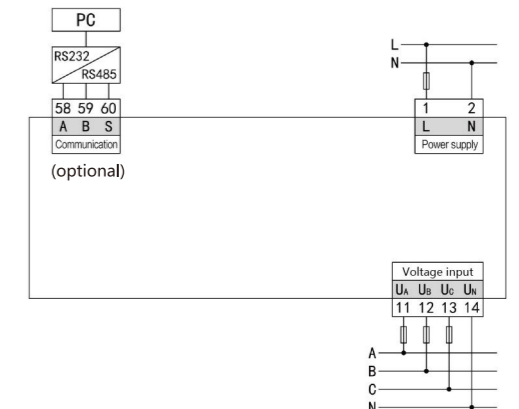 PC
RS232
RS485
58 59 60
A B S
Communication
(optional)
L
N
1 2
L N
Power supply
Voltage input
UA UB UC UN
11 12 13 14
A
B
C
N